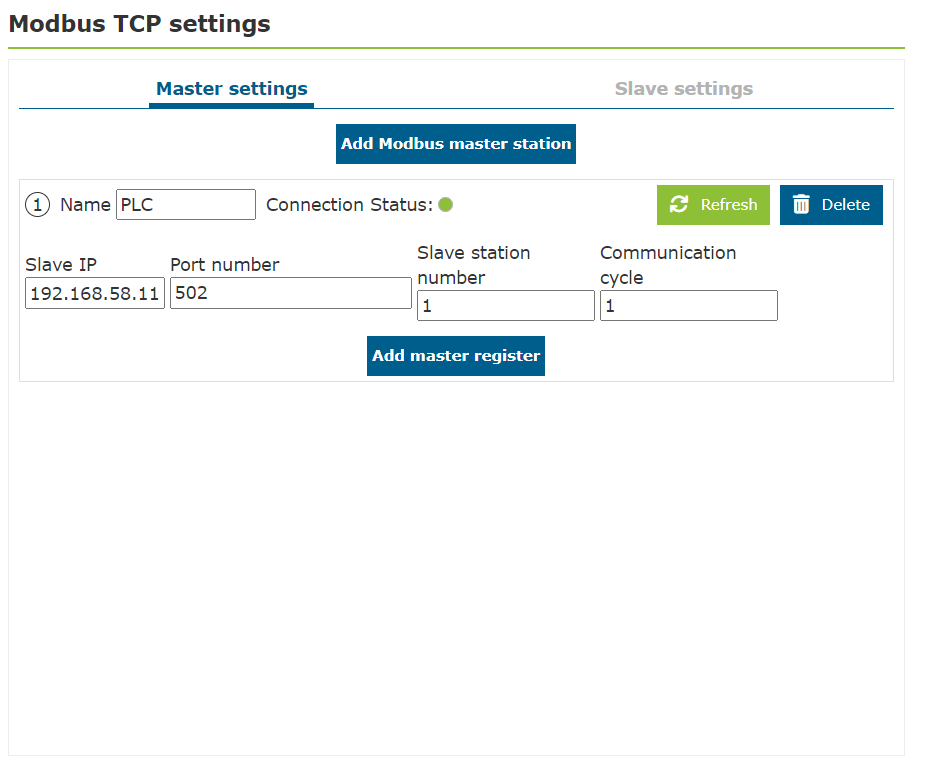 Modbus TCP settings
Master settings
Slave settings
Add Modbus master station
1 Name PLC Connection Status: Refresh Delete
Slave IP
Port number
Slave station
number
Communication
cycle
192.168.58.11
502
1
1
Add master register